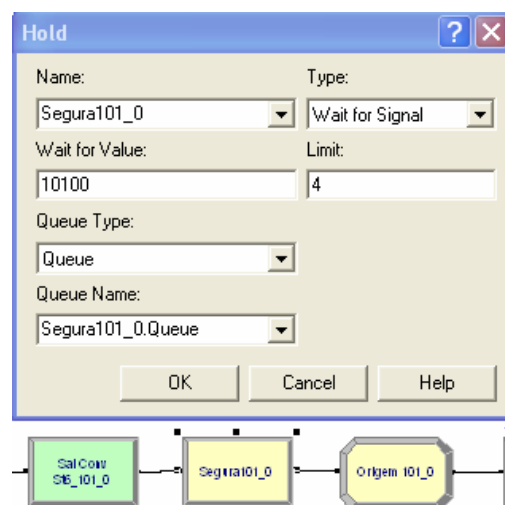 Hold
Name: Type:
Segura101_0 Wait for Signal
Wait for Value: Limit:
10100 4
Queue Type:
Queue
Queue Name:
Segura101_0.Queue
OK Cancel Help
Sal Conv
St6_101_0
Segura101_0
Origem 101_0